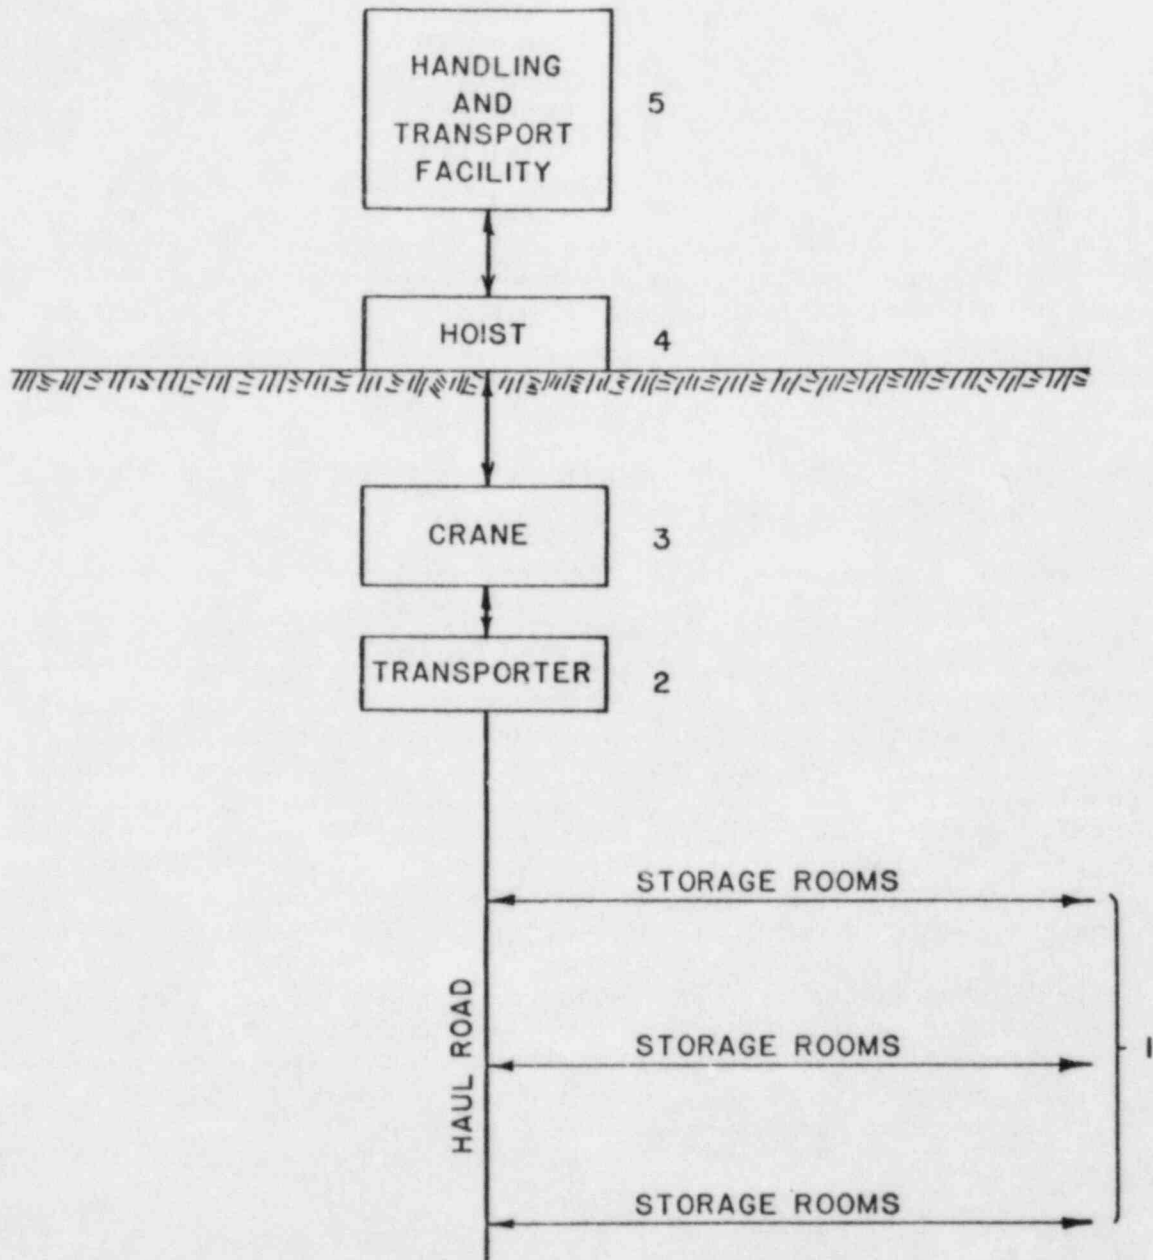 HANDLING
AND
TRANSPORT
FACILITY
5
HOIST
4
CRANE
3
TRANSPORTER
2
STORAGE ROOMS
HAUL ROAD
STORAGE ROOMS
1
STORAGE ROOMS